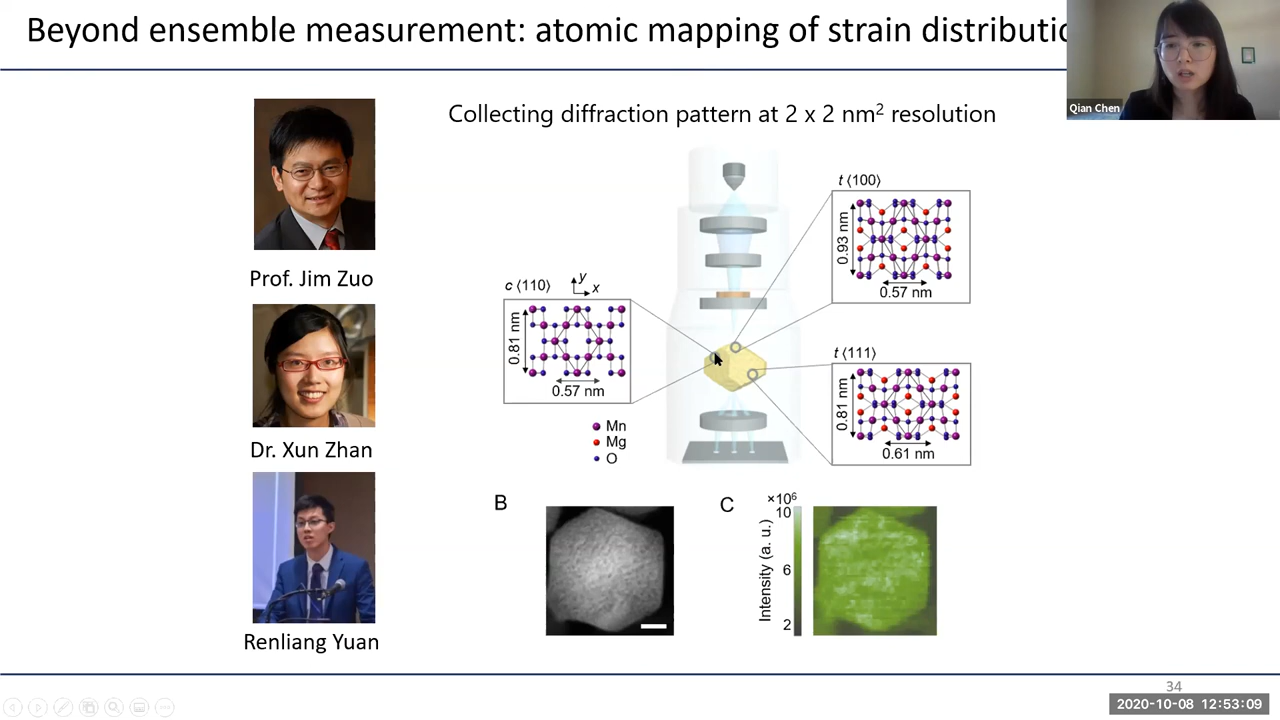 Beyond ensemble measurement: atomic mapping of strain distributio
Qian Chen
Collecting diffraction pattern at 2 x 2 nm² resolution
Prof. Jim Zuo
Dr. Xun Zhan
Renliang Yuan
c ⟨110⟩
y
x
0.81 nm
0.57 nm
t ⟨100⟩
0.93 nm
0.57 nm
t ⟨111⟩
0.81 nm
0.61 nm
Mn
Mg
O
B
C
×10⁶
10
6
2
Intensity (a. u.)
34
2020-10-08 12:53:09